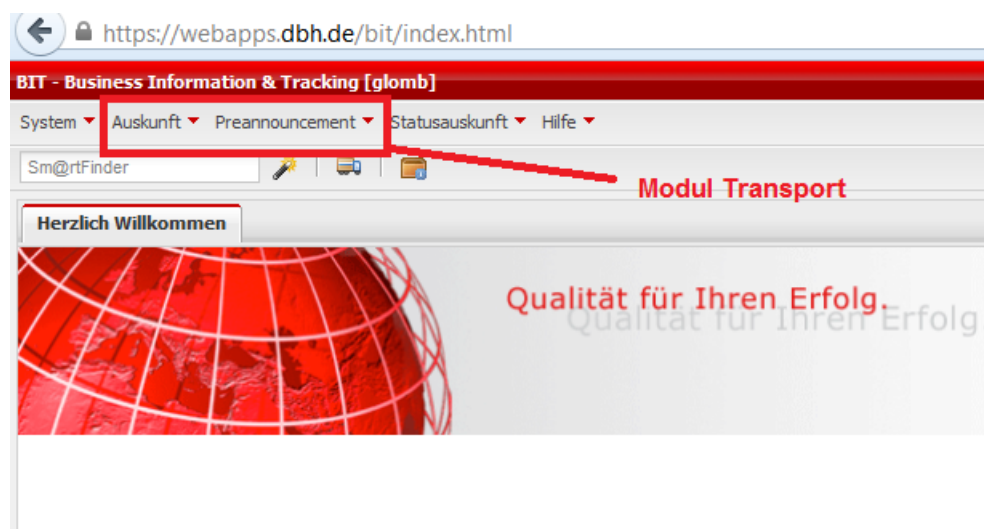 https://webapps.dbh.de/bit/index.html
BIT - Business Information & Tracking [glomb]
System Auskunft Preannouncement Statusauskunft Hilfe
Sm@rtFinder
Modul Transport
Herzlich Willkommen
Qualität für Ihren Erfolg.
Qualität für Ihren Erfolg